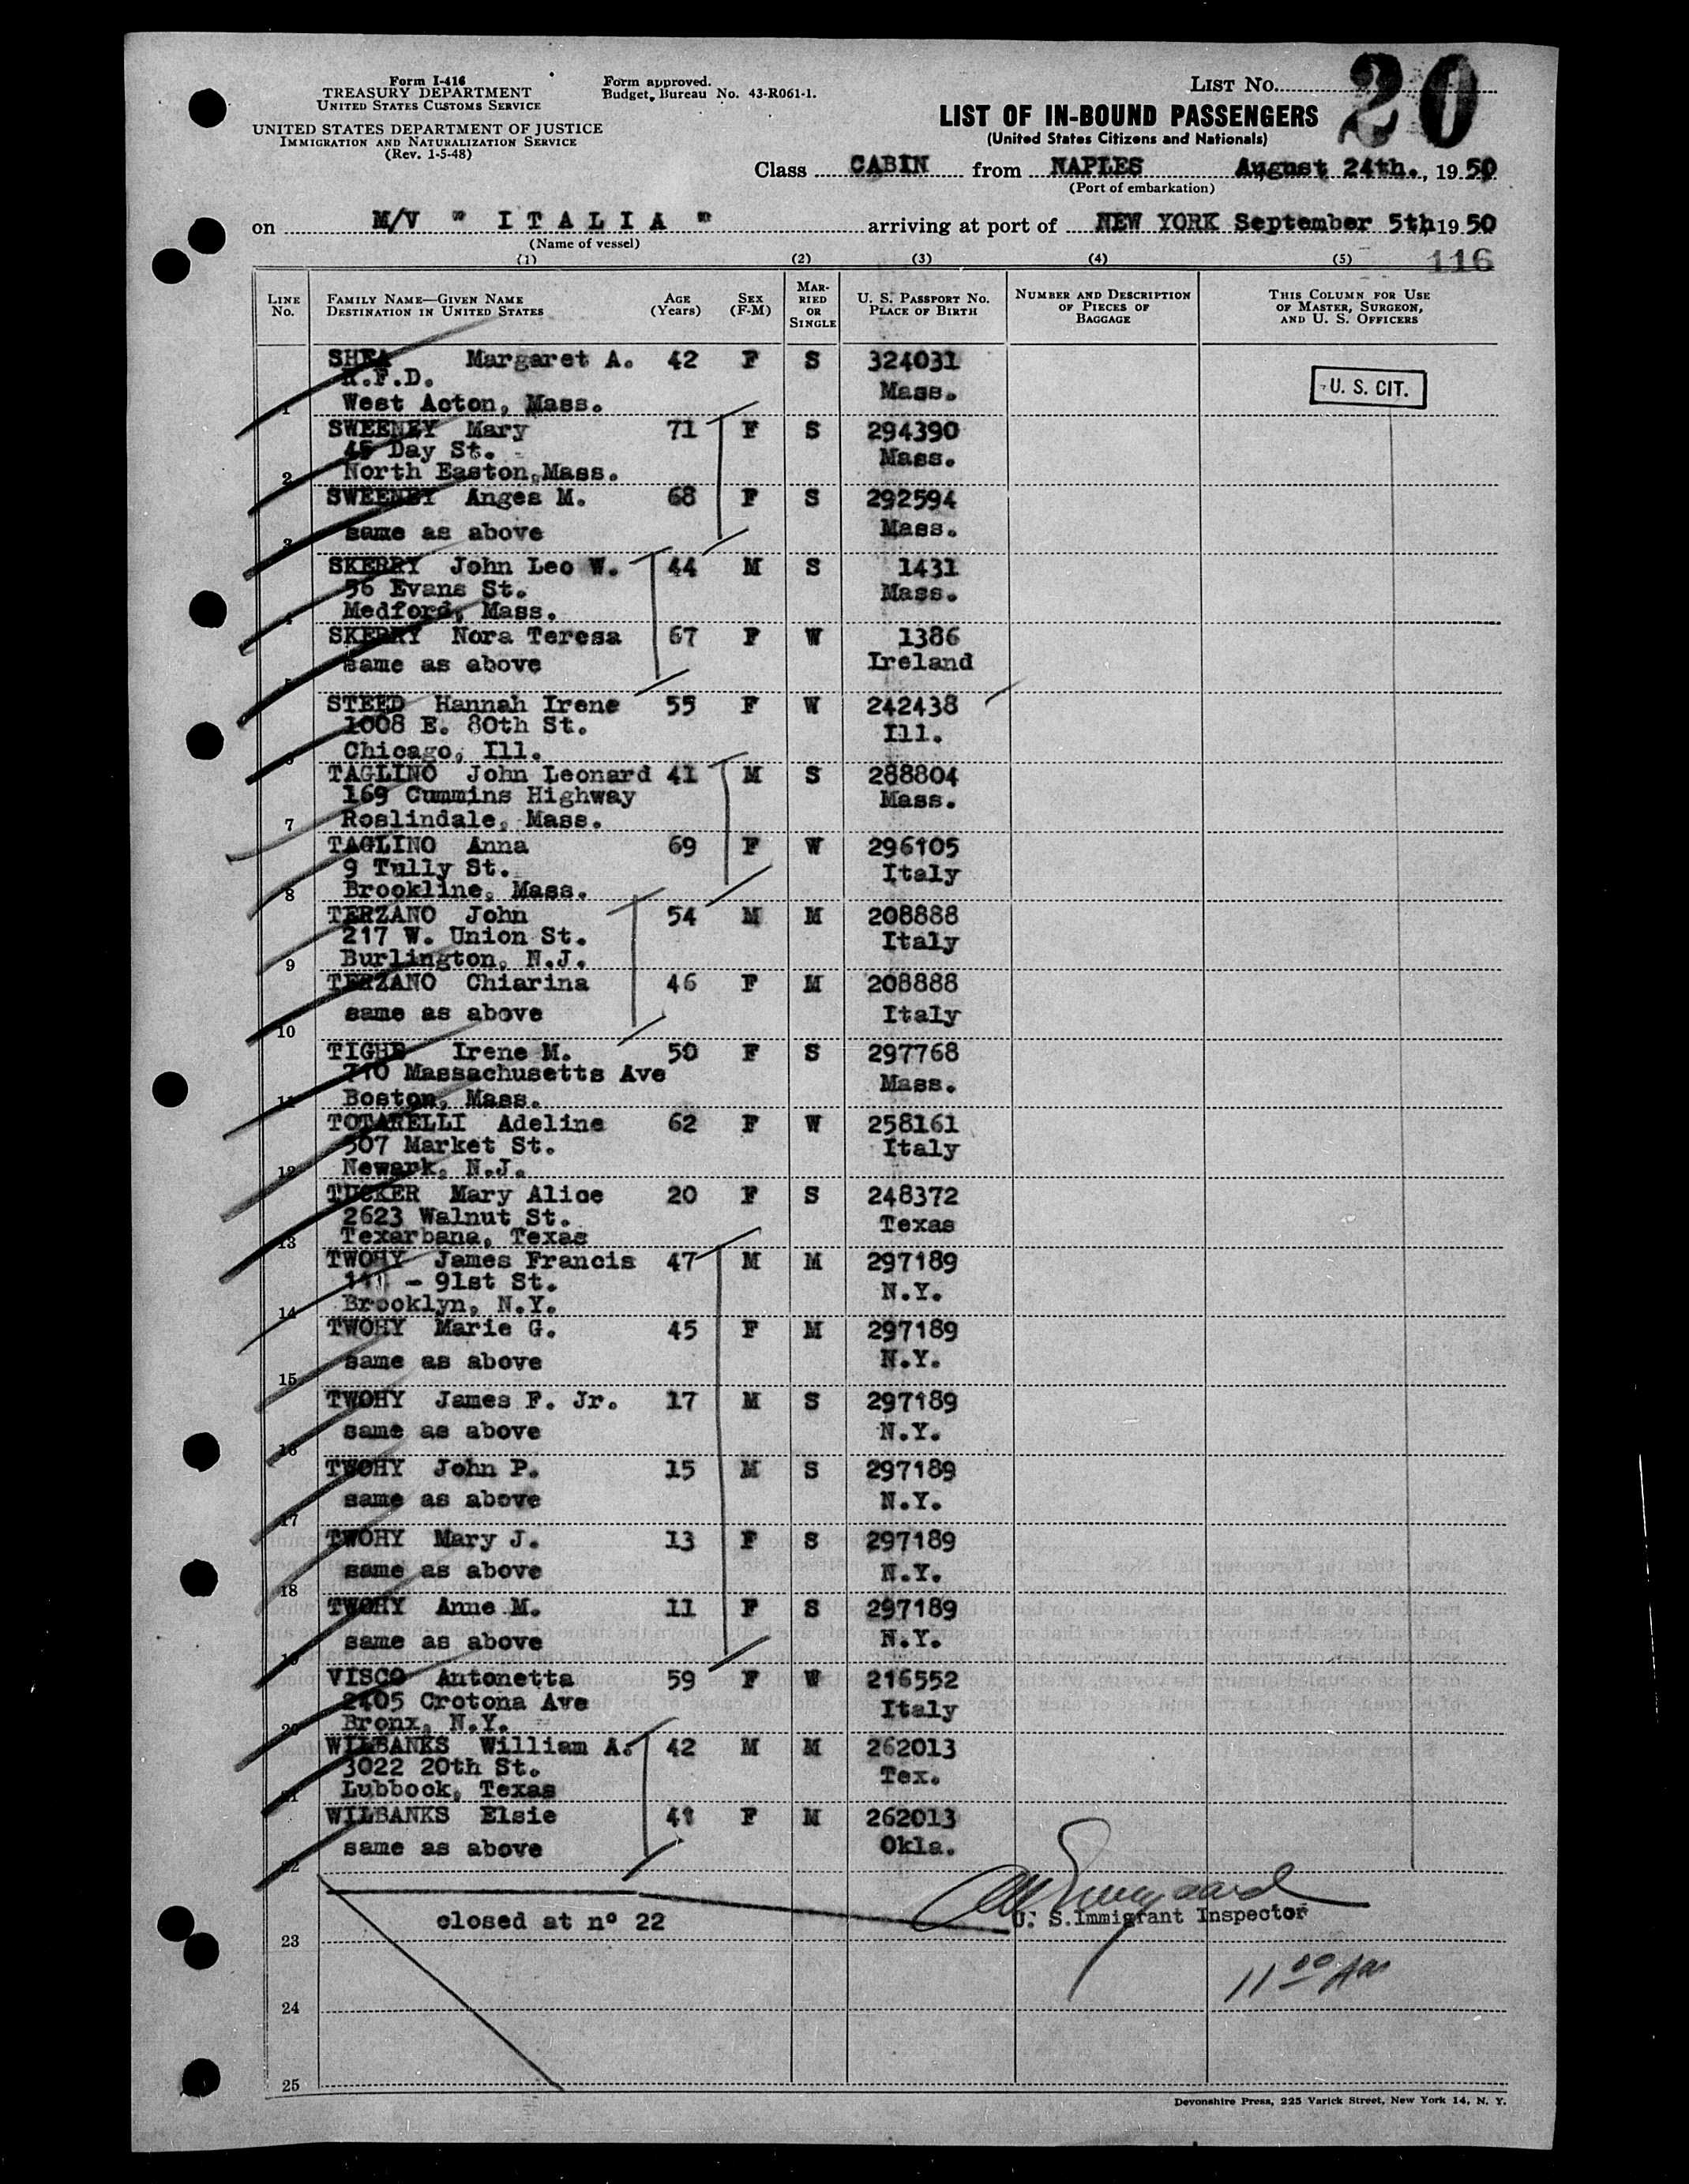 Form I-416
TREASURY DEPARTMENT
UNITED STATES CUSTOMS SERVICE
UNITED STATES DEPARTMENT OF JUSTICE
IMMIGRATION AND NATURALIZATION SERVICE
(Rev. 1-5-48)
Form approved.
Budget Bureau No. 43-R061-1.
LIST NO. 20
LIST OF IN-BOUND PASSENGERS
(United States Citizens and Nationals)
Class CABIN from NAPLES August 24th., 1950
(Port of embarkation)
on M/V " I T A L I A " arriving at port of NEW YORK September 5th 1950
(Name of vessel)
116
(1) (2) (3) (4) (5)
LINE NO. FAMILY NAME—GIVEN NAME DESTINATION IN UNITED STATES AGE (Years) SEX (F-M) MARRIED OR SINGLE U. S. PASSPORT NO. PLACE OF BIRTH NUMBER AND DESCRIPTION OF PIECES OF BAGGAGE THIS COLUMN FOR USE OF MASTER, SURGEON, AND U. S. OFFICERS
SHEA Margaret A. 42 F S 324031
R.F.D. Mass. U. S. CIT.
1 West Acton, Mass.
SWEENEY Mary 71 F S 294390
45 Day St. Mass.
2 North Easton,Mass.
SWEENEY Anges M. 68 F S 292594
3 same as above Mass.
SKERRY John Leo W. 44 M S 1431
56 Evans St. Mass.
4 Medford, Mass.
SKERRY Nora Teresa 67 F W 1386
same as above Ireland
5
STEED Hannah Irene 55 F W 242438
1008 E. 80th St. Ill.
6 Chicago, Ill.
TAGLINO John Leonard 41 M S 288804
169 Cummins Highway Mass.
7 Roslindale, Mass.
TAGLINO Anna 69 F W 296105
9 Tully St. Italy
8 Brookline, Mass.
TERZANO John 54 M M 208888
217 W. Union St. Italy
9 Burlington, N.J.
TERZANO Chiarina 46 F M 208888
same as above Italy
10
TIGHE Irene M. 50 F S 297768
710 Massachusetts Ave Mass.
11 Boston, Mass.
TOTARELLI Adeline 62 F W 258161
507 Market St. Italy
12 Newark, N.J.
TUCKER Mary Alice 20 F S 248372
2623 Walnut St. Texas
13 Texarbana, Texas
TWOHY James Francis 47 M M 297189
- 91st St. N.Y.
14 Brooklyn, N.Y.
TWOHY Marie G. 45 F M 297189
same as above N.Y.
15
TWOHY James F. Jr. 17 M S 297189
same as above N.Y.
16
TWOHY John P. 15 M S 297189
same as above N.Y.
17
TWOHY Mary J. 13 F S 297189
same as above N.Y.
18
TWOHY Anne M. 11 F S 297189
same as above N.Y.
19
VISCO Antonetta 59 F W 216552
2405 Crotona Ave Italy
20 Bronx, N.Y.
WILBANKS William A. 42 M M 262013
3022 20th St. Tex.
21 Lubbock, Texas
WILBANKS Elsie 41 F M 262013
same as above Okla.
22
closed at nº 22 U. S. Immigrant Inspector
23
11 00 Am
24
25
Devonshire Press, 225 Varick Street, New York 14, N. Y.